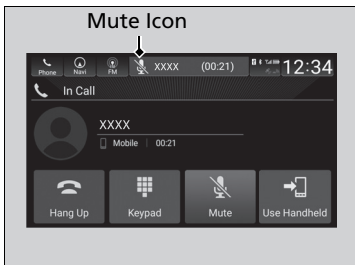 Mute Icon
Phone Navi FM XXXX (00:21) 12:34
In Call
XXXX
Mobile 00:21
Hang Up Keypad Mute Use Handheld